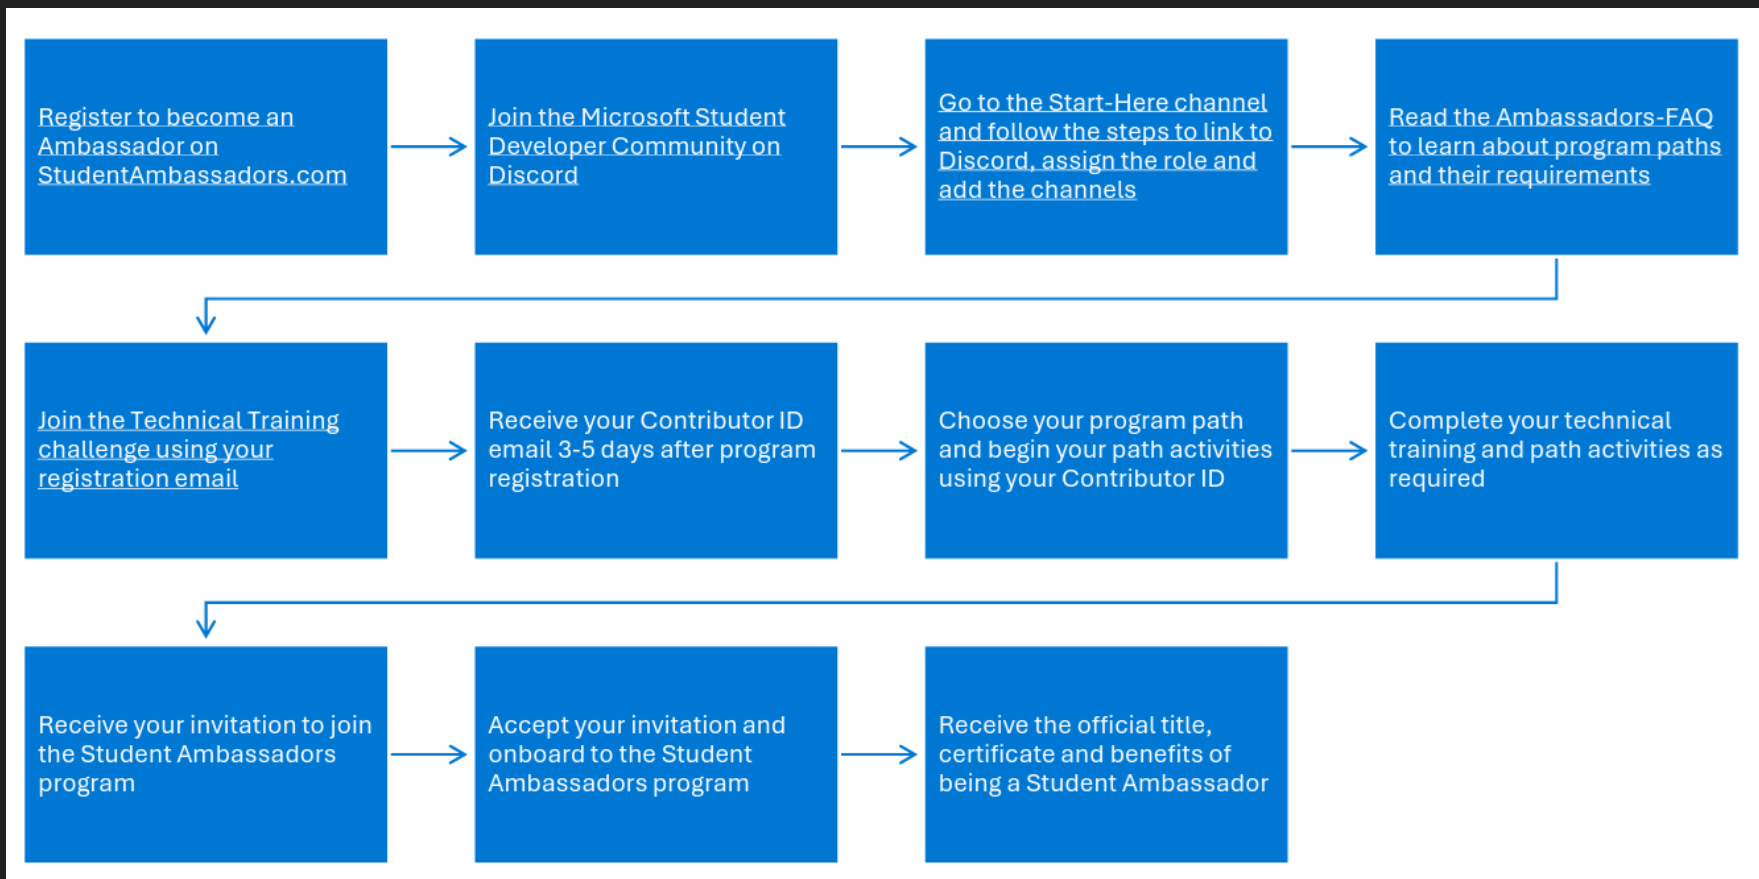 Register to become an
Ambassador on
StudentAmbassadors.com
Join the Microsoft Student
Developer Community on
Discord
Go to the Start-Here channel
and follow the steps to link to
Discord, assign the role and
add the channels
Read the Ambassadors-FAQ
to learn about program paths
and their requirements
Join the Technical Training
challenge using your
registration email
Receive your Contributor ID
email 3-5 days after program
registration
Choose your program path
and begin your path activities
using your Contributor ID
Complete your technical
training and path activities as
required
Receive your invitation to join
the Student Ambassadors
program
Accept your invitation and
onboard to the Student
Ambassadors program
Receive the official title,
certificate and benefits of
being a Student Ambassador